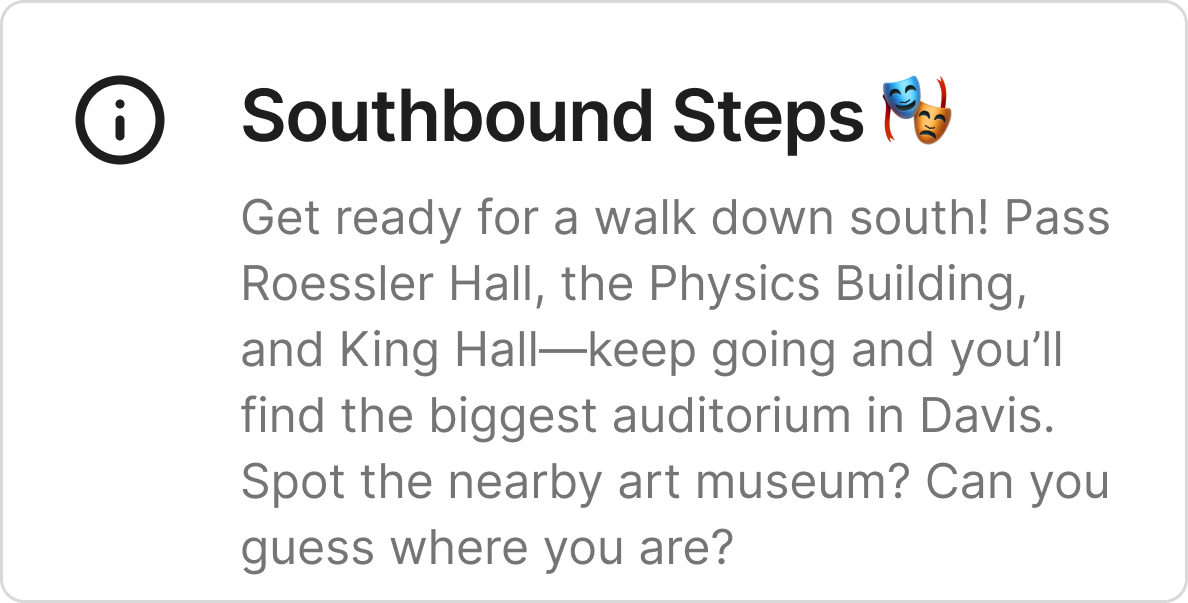 Southbound Steps 🎭
Get ready for a walk down south! Pass
Roessler Hall, the Physics Building,
and King Hall—keep going and you’ll
find the biggest auditorium in Davis.
Spot the nearby art museum? Can you
guess where you are?